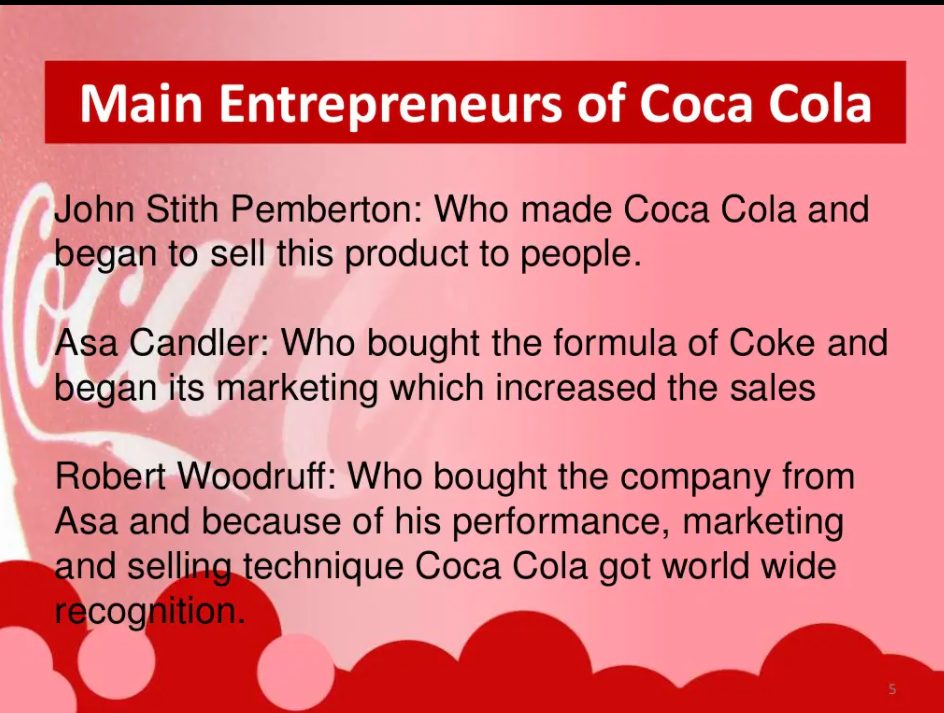 Main Entrepreneurs of Coca Cola
John Stith Pemberton: Who made Coca Cola and
began to sell this product to people.
Asa Candler: Who bought the formula of Coke and
began its marketing which increased the sales
Robert Woodruff: Who bought the company from
Asa and because of his performance, marketing
and selling technique Coca Cola got world wide
recognition.
Coca C
5